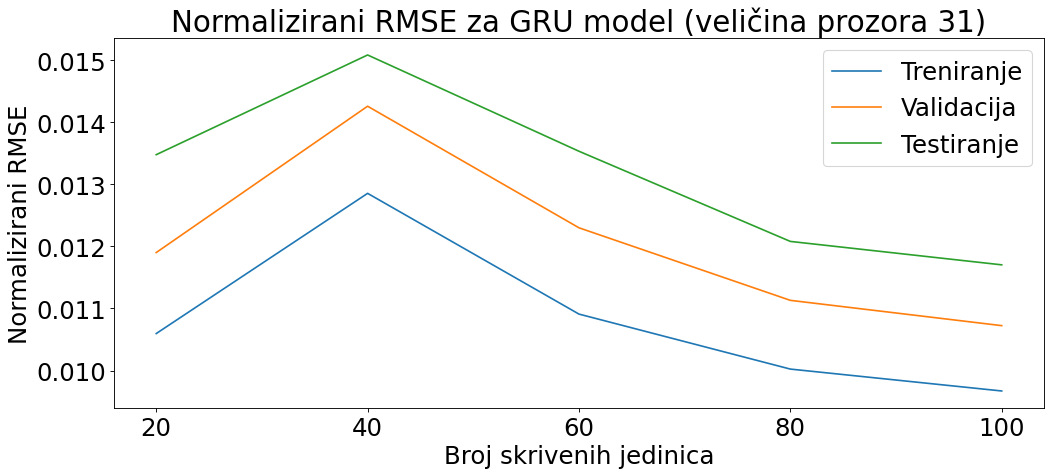 Normalizirani RMSE za GRU model (veličina prozora 31)
Normalizirani RMSE
0.015
0.014
0.013
0.012
0.011
0.010
Treniranje
Validacija
Testiranje
20 40 60 80 100
Broj skrivenih jedinica